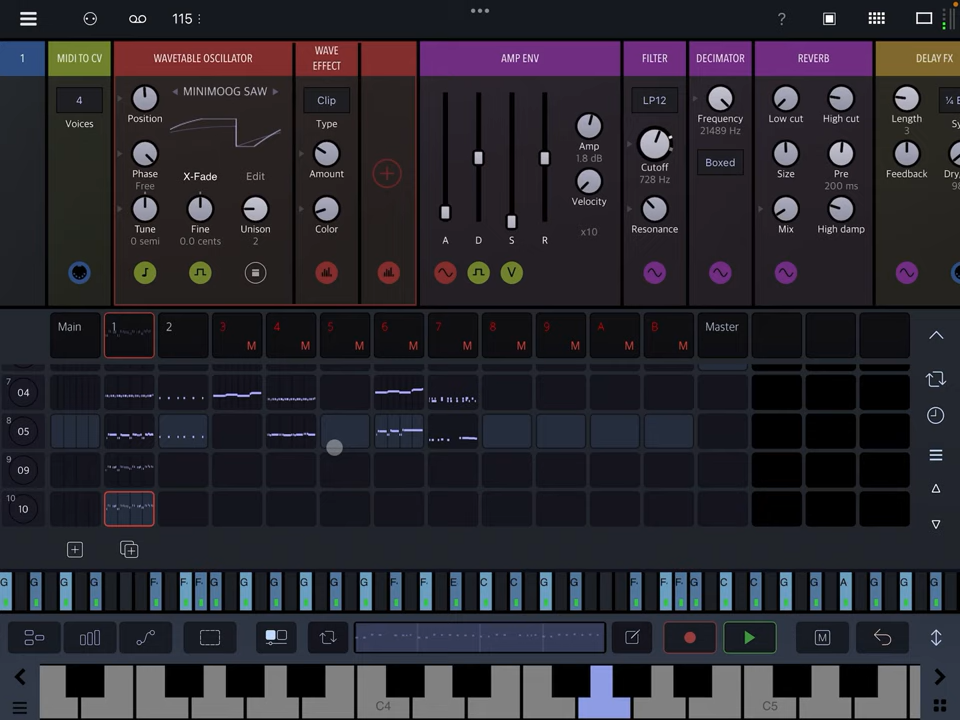 115
?
1
MIDI TO CV
WAVETABLE OSCILLATOR
WAVE EFFECT
AMP ENV
FILTER
DECIMATOR
REVERB
DELAY FX
4
Voices
Position
MINIMOOG SAW
Phase
Free
X-Fade
Edit
Tune
0 semi
Fine
0.0 cents
Unison
2
Clip
Type
Amount
Color
A
D
S
R
Amp
1.8 dB
Velocity
x10
LP12
Cutoff
728 Hz
Resonance
Frequency
21489 Hz
Boxed
Low cut
High cut
Size
Pre
200 ms
Mix
High damp
Length
3
Feedback
V
Main
1
2
3
M
4
M
5
M
6
M
7
M
8
M
9
M
A
M
B
M
Master
7
04
8
05
9
09
10
10
G G G G F F F G G G G G F F E C C G G F F G G C C G G A G G G
M
C4
C5